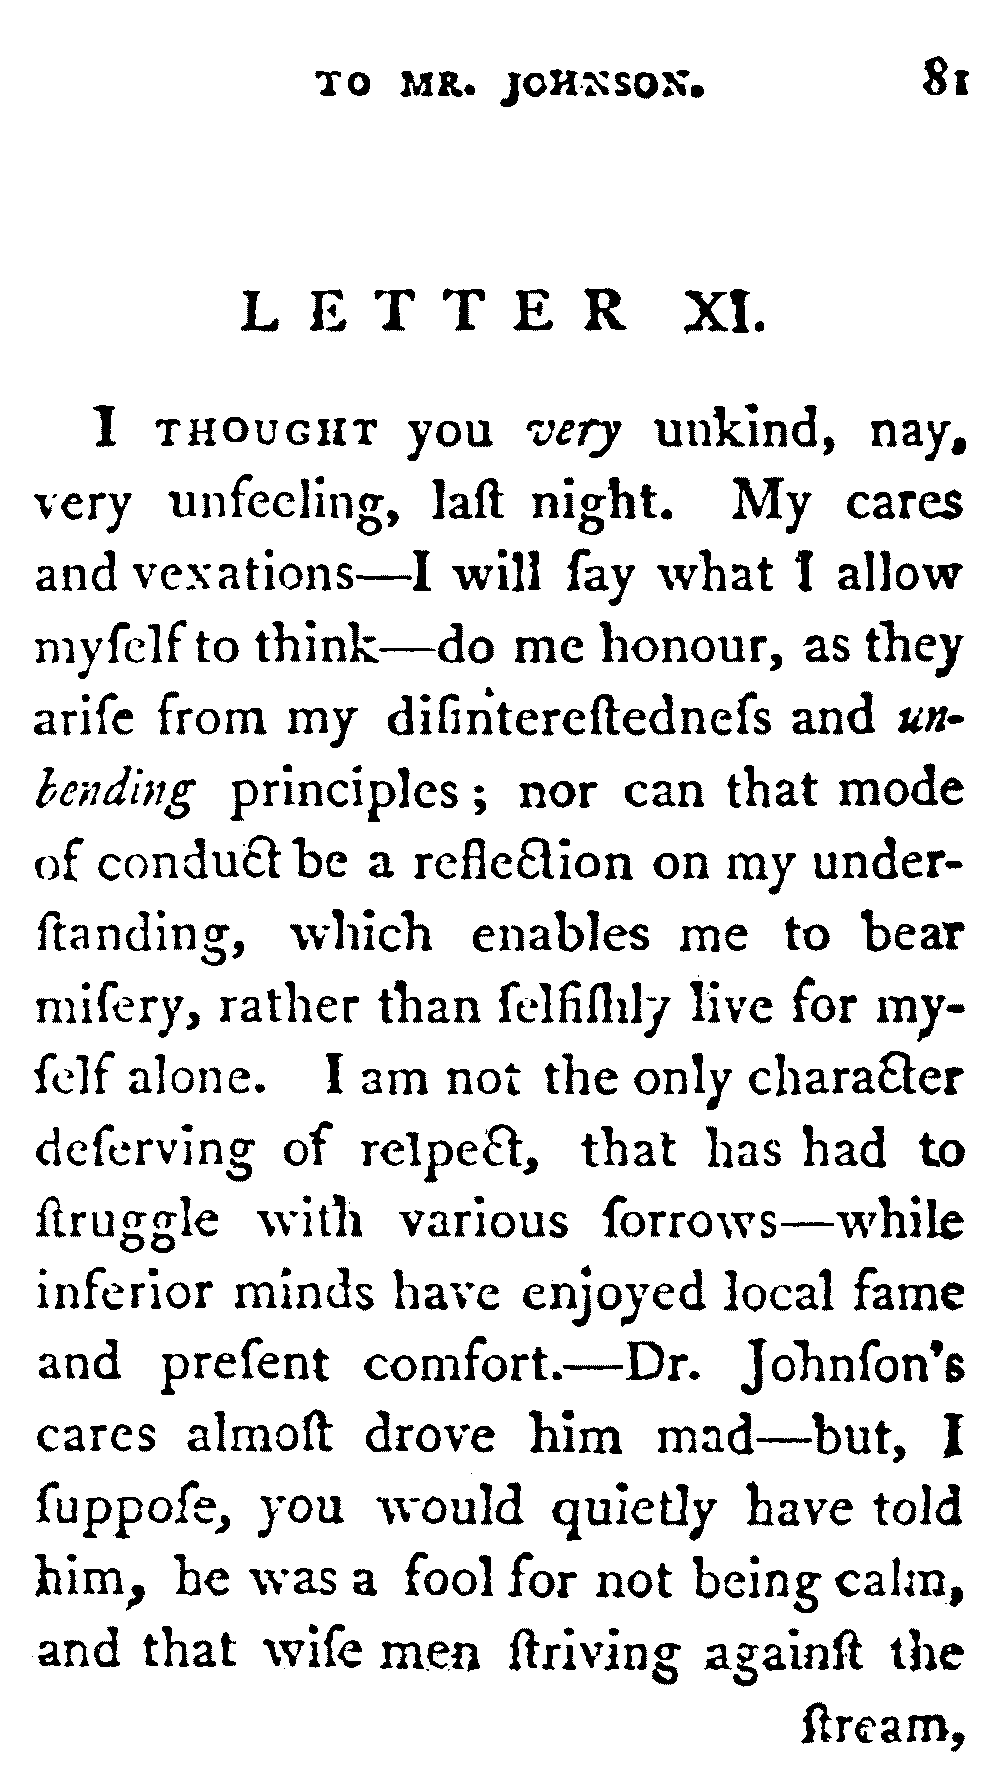 TO MR. JOHNSON. 81
LETTER XI.
I THOUGHT you very unkind, nay,
very unfeeling, laſt night. My cares
and vexations—I will ſay what I allow
myſelf to think—do me honour, as they
ariſe from my diſintereſtedneſs and un-
bending principles; nor can that mode
of conduct be a reflection on my under-
ſtanding, which enables me to bear
miſery, rather than ſelfiſhly live for my-
ſelf alone. I am not the only character
deſerving of reſpect, that has had to
ſtruggle with various ſorrows—while
inferior minds have enjoyed local fame
and preſent comfort.—Dr. Johnſon's
cares almoſt drove him mad—but, I
ſuppoſe, you would quietly have told
him, he was a fool for not being calm,
and that wiſe men ſtriving againſt the
ſtream,